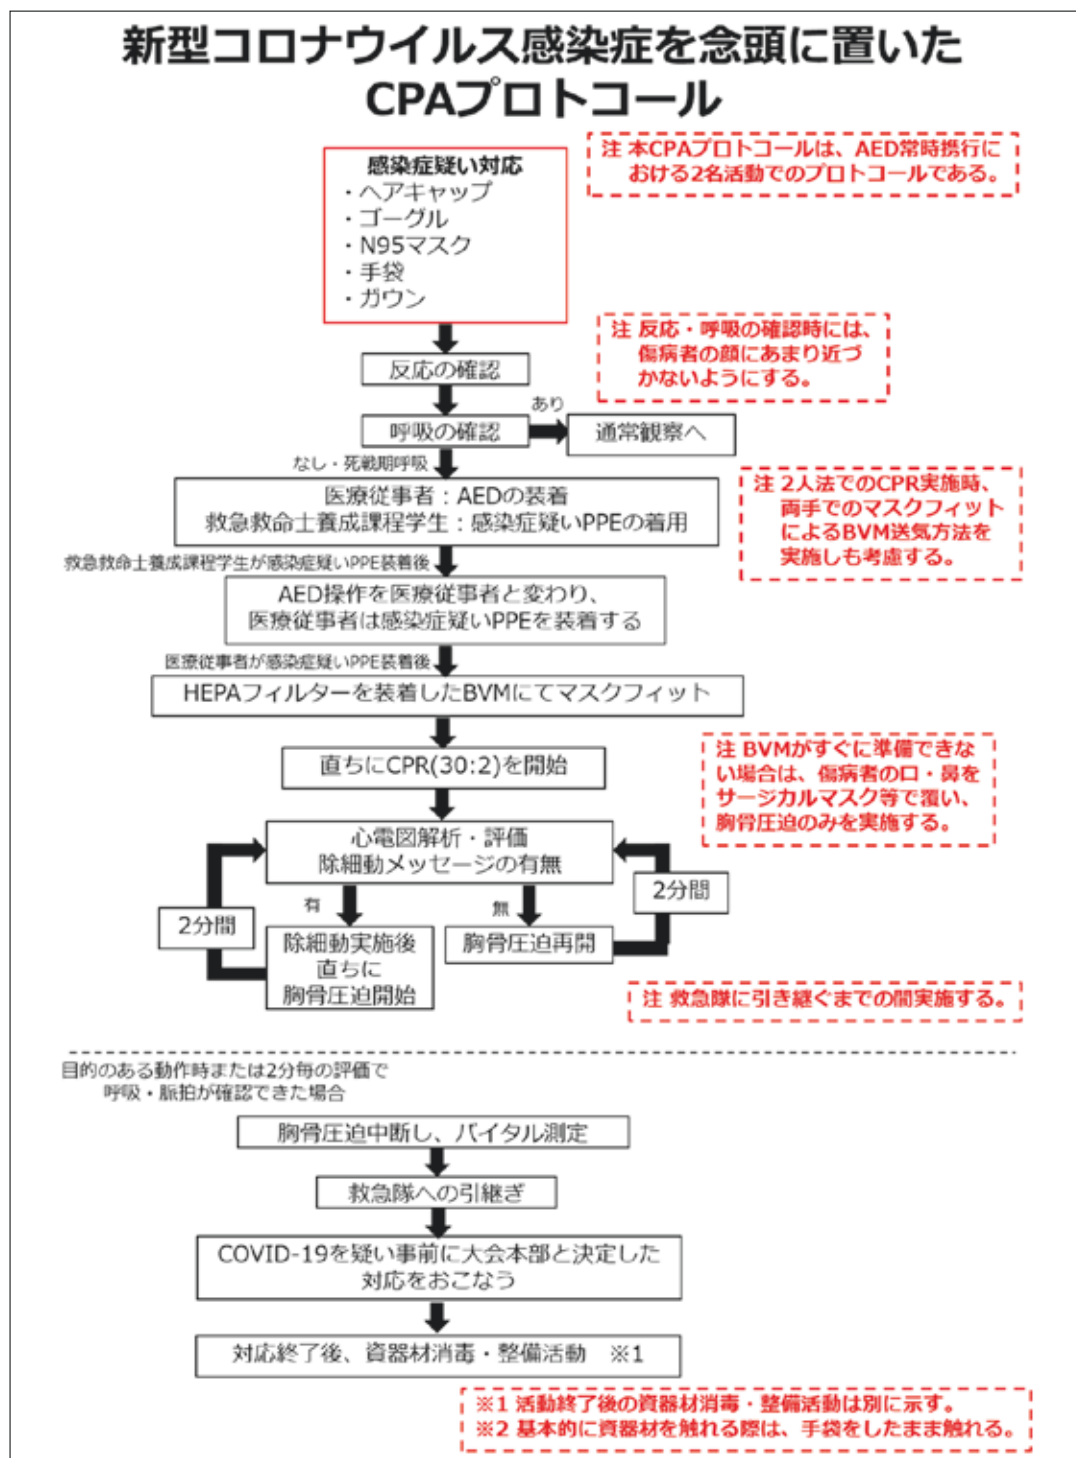 新型コロナウイルス感染症を念頭に置いた
CPAプロトコール
注 本CPAプロトコールは、AED常時携行に
おける2名活動でのプロトコールである。
感染症疑い対応
・ヘアキャップ
・ゴーグル
・N95マスク
・手袋
・ガウン
注 反応・呼吸の確認時には、
傷病者の顔にあまり近づ
かないようにする。
反応の確認
呼吸の確認
あり
通常観察へ
なし・死戦期呼吸
医療従事者：AEDの装着
救急救命士養成課程学生：感染症疑いPPEの着用
注 2人法でのCPR実施時、
両手でのマスクフィット
によるBVM送気方法を
実施しも考慮する。
救急救命士養成課程学生が感染症疑いPPE装着後
AED操作を医療従事者と変わり、
医療従事者は感染症疑いPPEを装着する
医療従事者が感染症疑いPPE装着後
HEPAフィルターを装着したBVMにてマスクフィット
直ちにCPR(30:2)を開始
注 BVMがすぐに準備できな
い場合は、傷病者の口・鼻を
サージカルマスク等で覆い、
胸骨圧迫のみを実施する。
心電図解析・評価
除細動メッセージの有無
2分間
有
無
2分間
除細動実施後
直ちに
胸骨圧迫開始
胸骨圧迫再開
注 救急隊に引き継ぐまでの間実施する。
目的のある動作時または2分毎の評価で
呼吸・脈拍が確認できた場合
胸骨圧迫中断し、バイタル測定
救急隊への引継ぎ
COVID-19を疑い事前に大会本部と決定した
対応をおこなう
対応終了後、資器材消毒・整備活動 ※1
※1 活動終了後の資器材消毒・整備活動は別に示す。
※2 基本的に資器材を触れる際は、手袋をしたまま触れる。